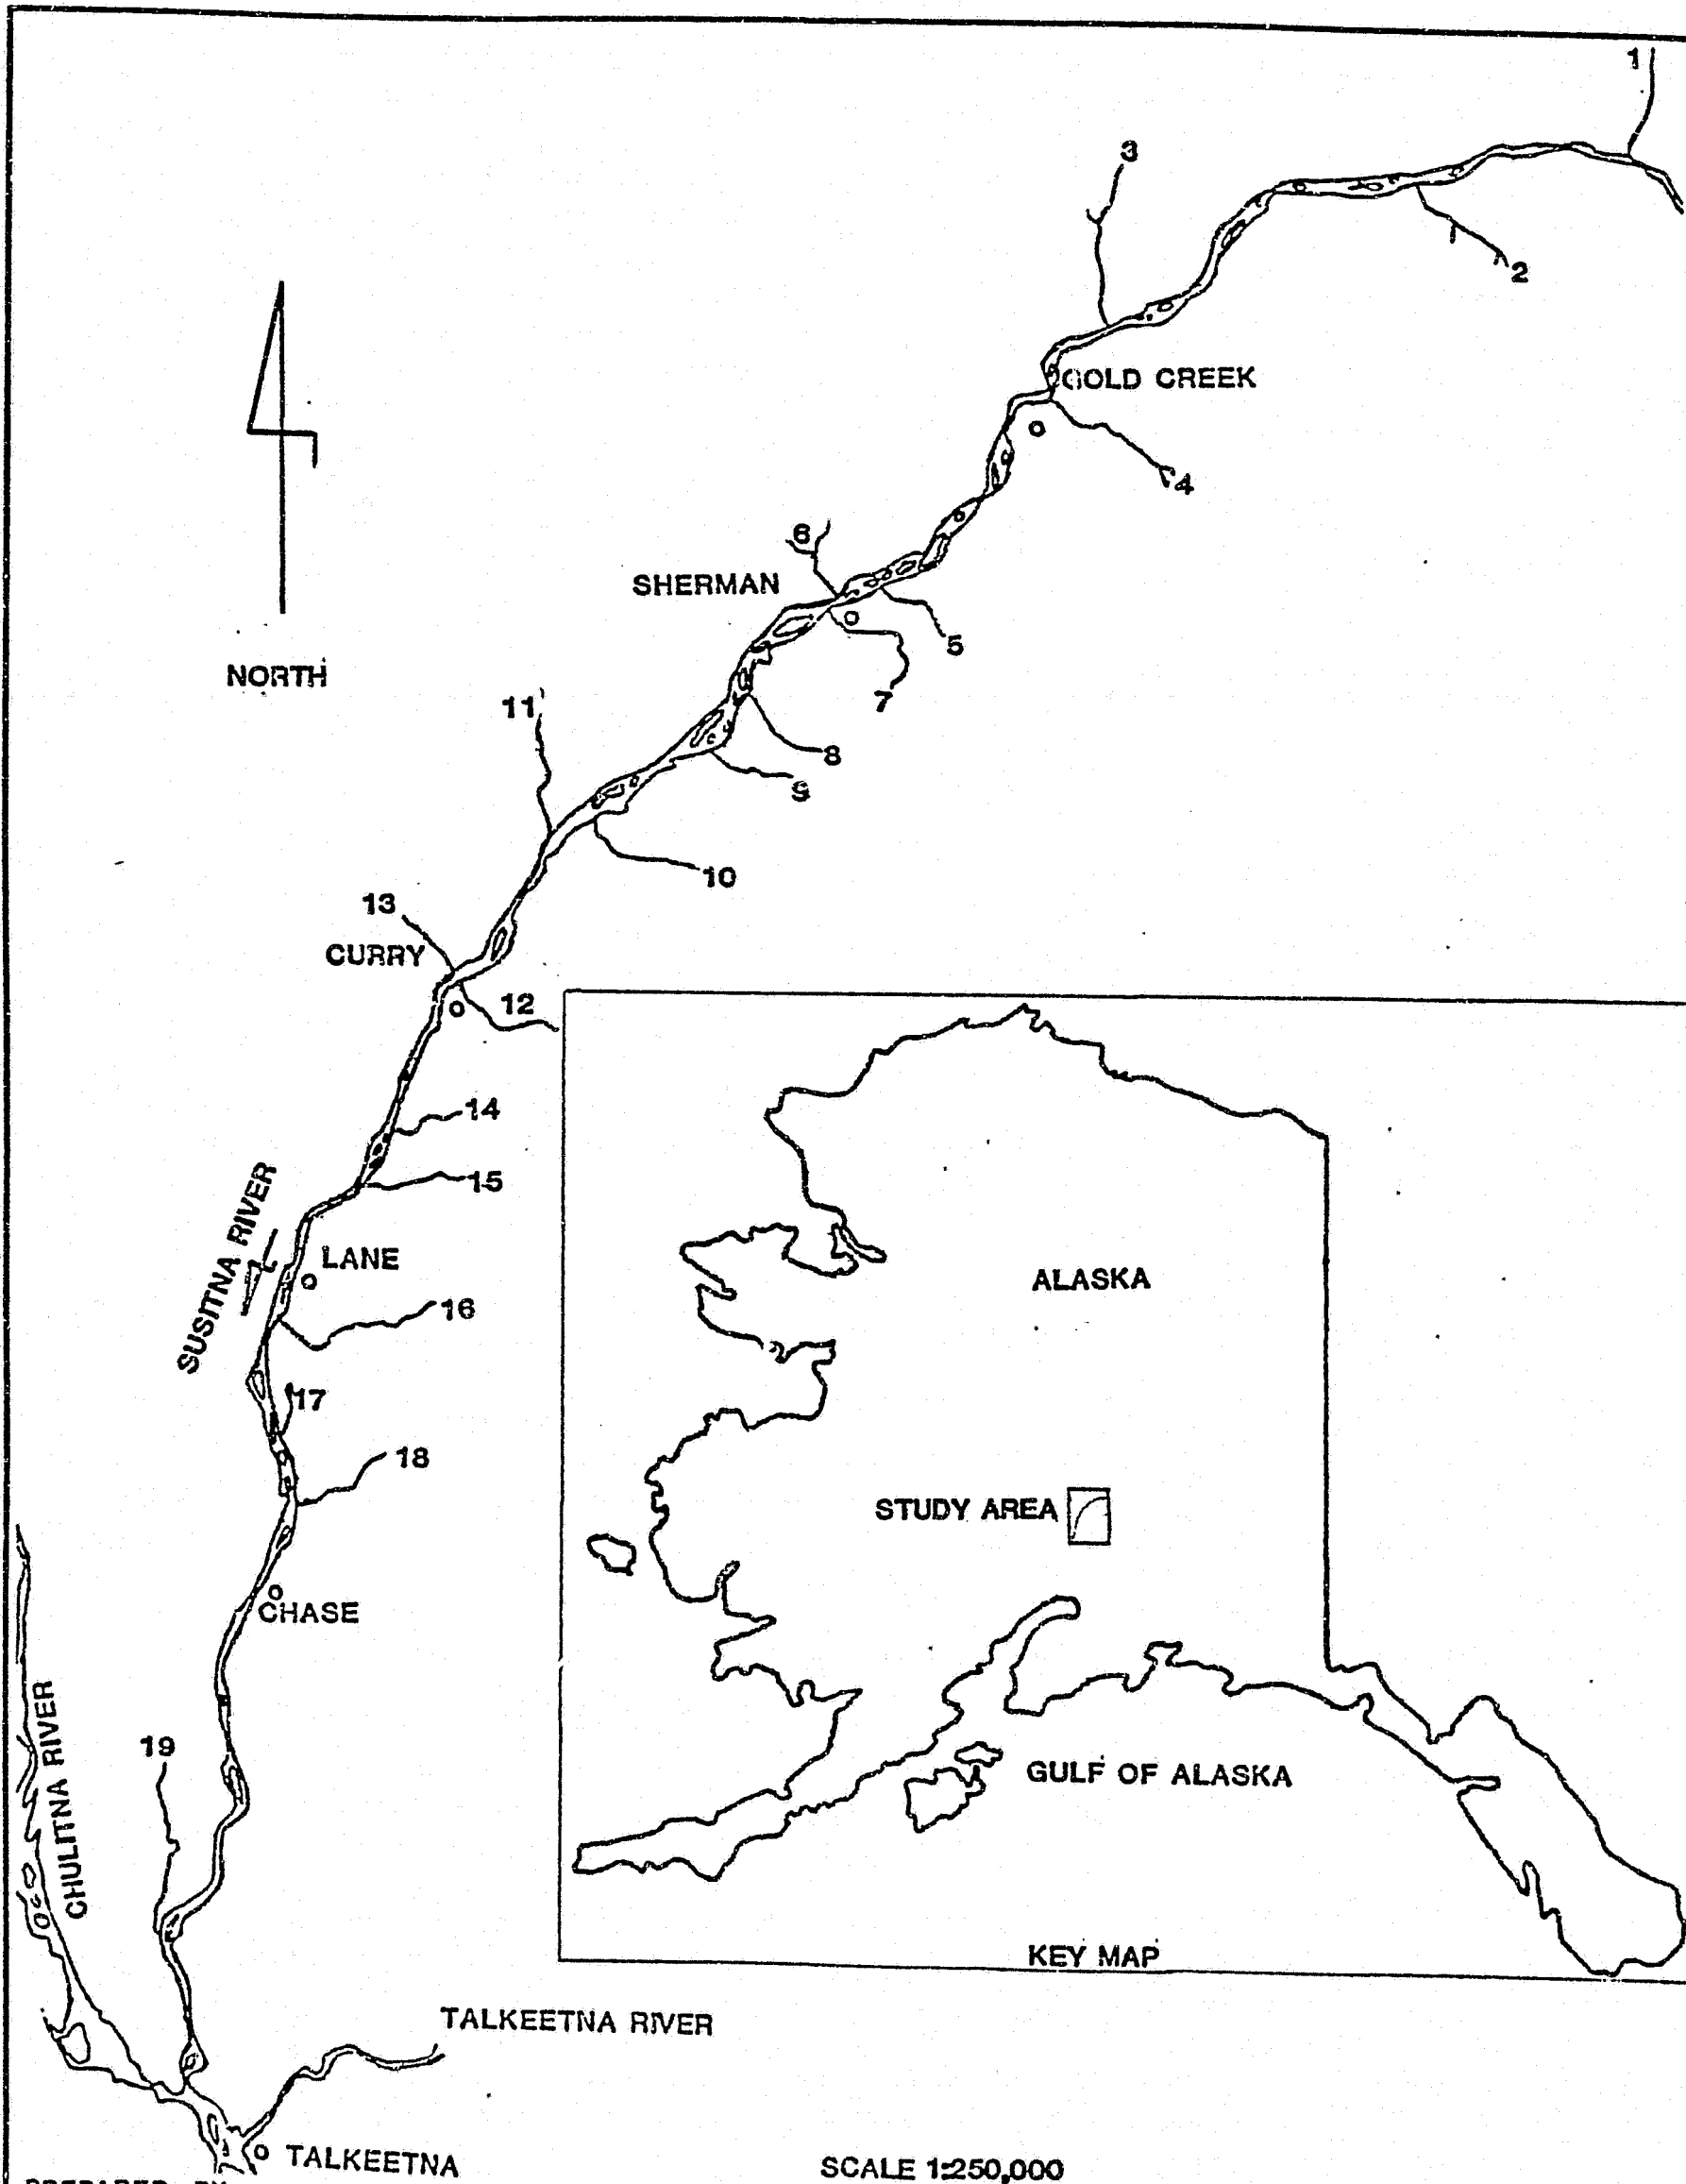 1
3
2
GOLD CREEK
4
6
SHERMAN
5
7
NORTH
11
8
9
10
13
CURRY
12
14
15
SUSITNA RIVER
LANE
16
17
18
CHASE
19
CHULITNA RIVER
ALASKA
STUDY AREA
GULF OF ALASKA
KEY MAP
TALKEETNA RIVER
TALKEETNA
SCALE 1:250,000